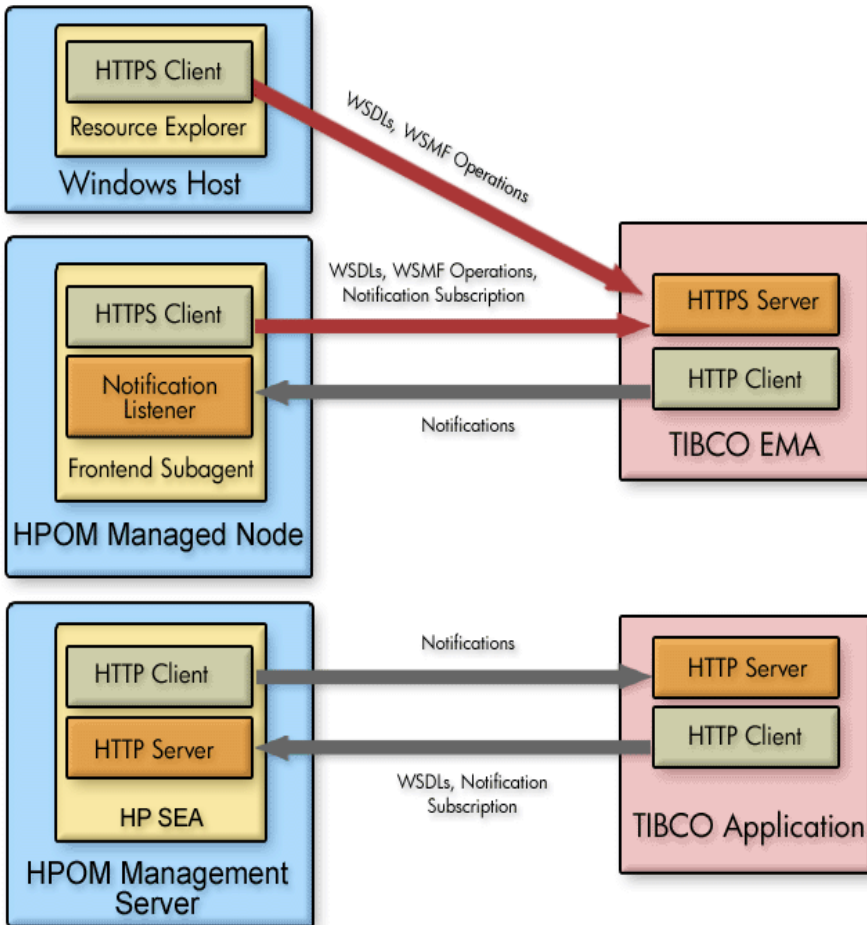 HTTPS Client
Resource Explorer
Windows Host
WSDLs, WSMF Operations
HTTPS Client
Notification
Listener
Frontend Subagent
HPOM Managed Node
WSDLs, WSMF Operations,
Notification Subscription
Notifications
HTTPS Server
HTTP Client
TIBCO EMA
HTTP Client
HTTP Server
HP SEA
HPOM Management
Server
Notifications
WSDLs, Notification
Subscription
HTTP Server
HTTP Client
TIBCO Application